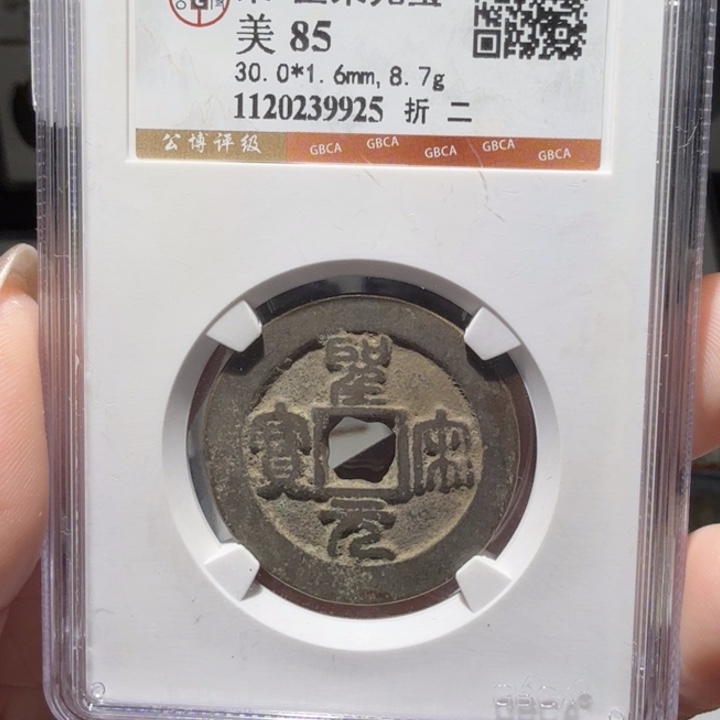 美 85
30.0*1.6mm,8.7g
1120239925 折 二
公博评级 GBCA GBCA GBCA GBCA GBCA
聖
寶 宋
元